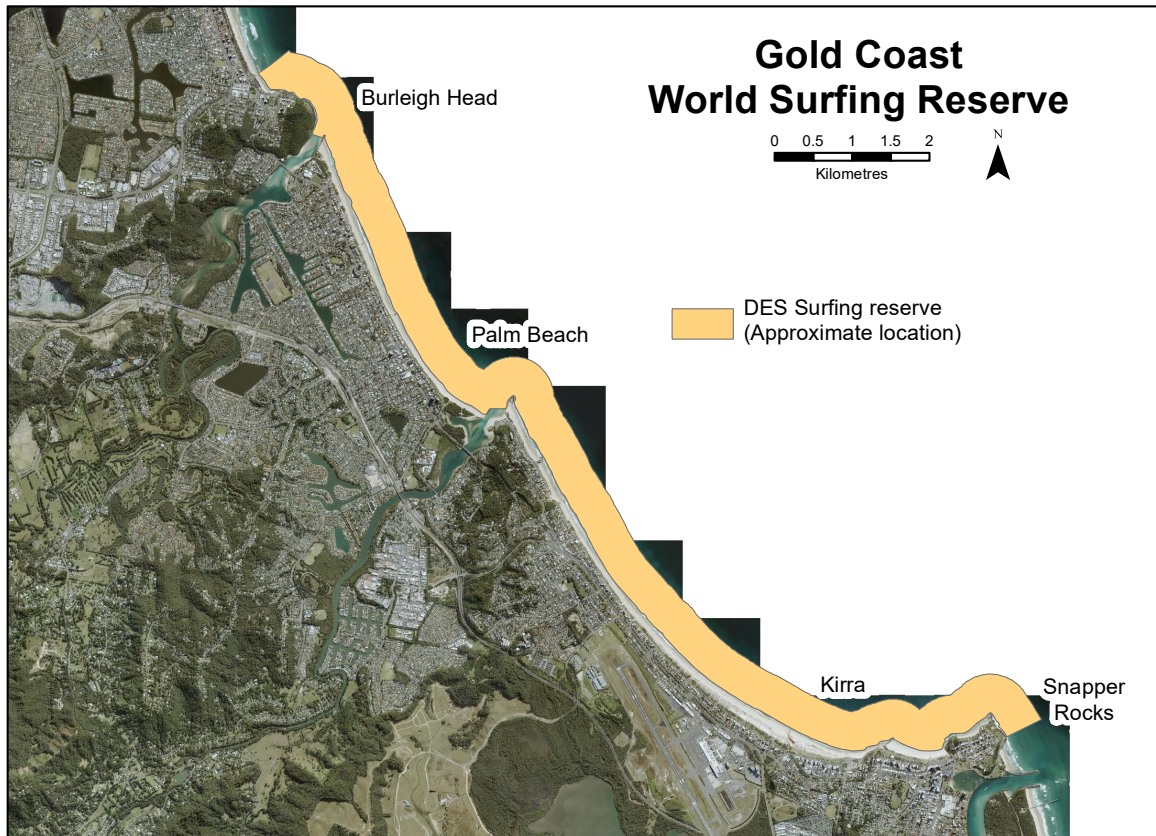 Gold Coast
World Surfing Reserve
0 0.5 1 1.5 2
Kilometres
N
Burleigh Head
DES Surfing reserve
(Approximate location)
Palm Beach
Kirra
Snapper
Rocks